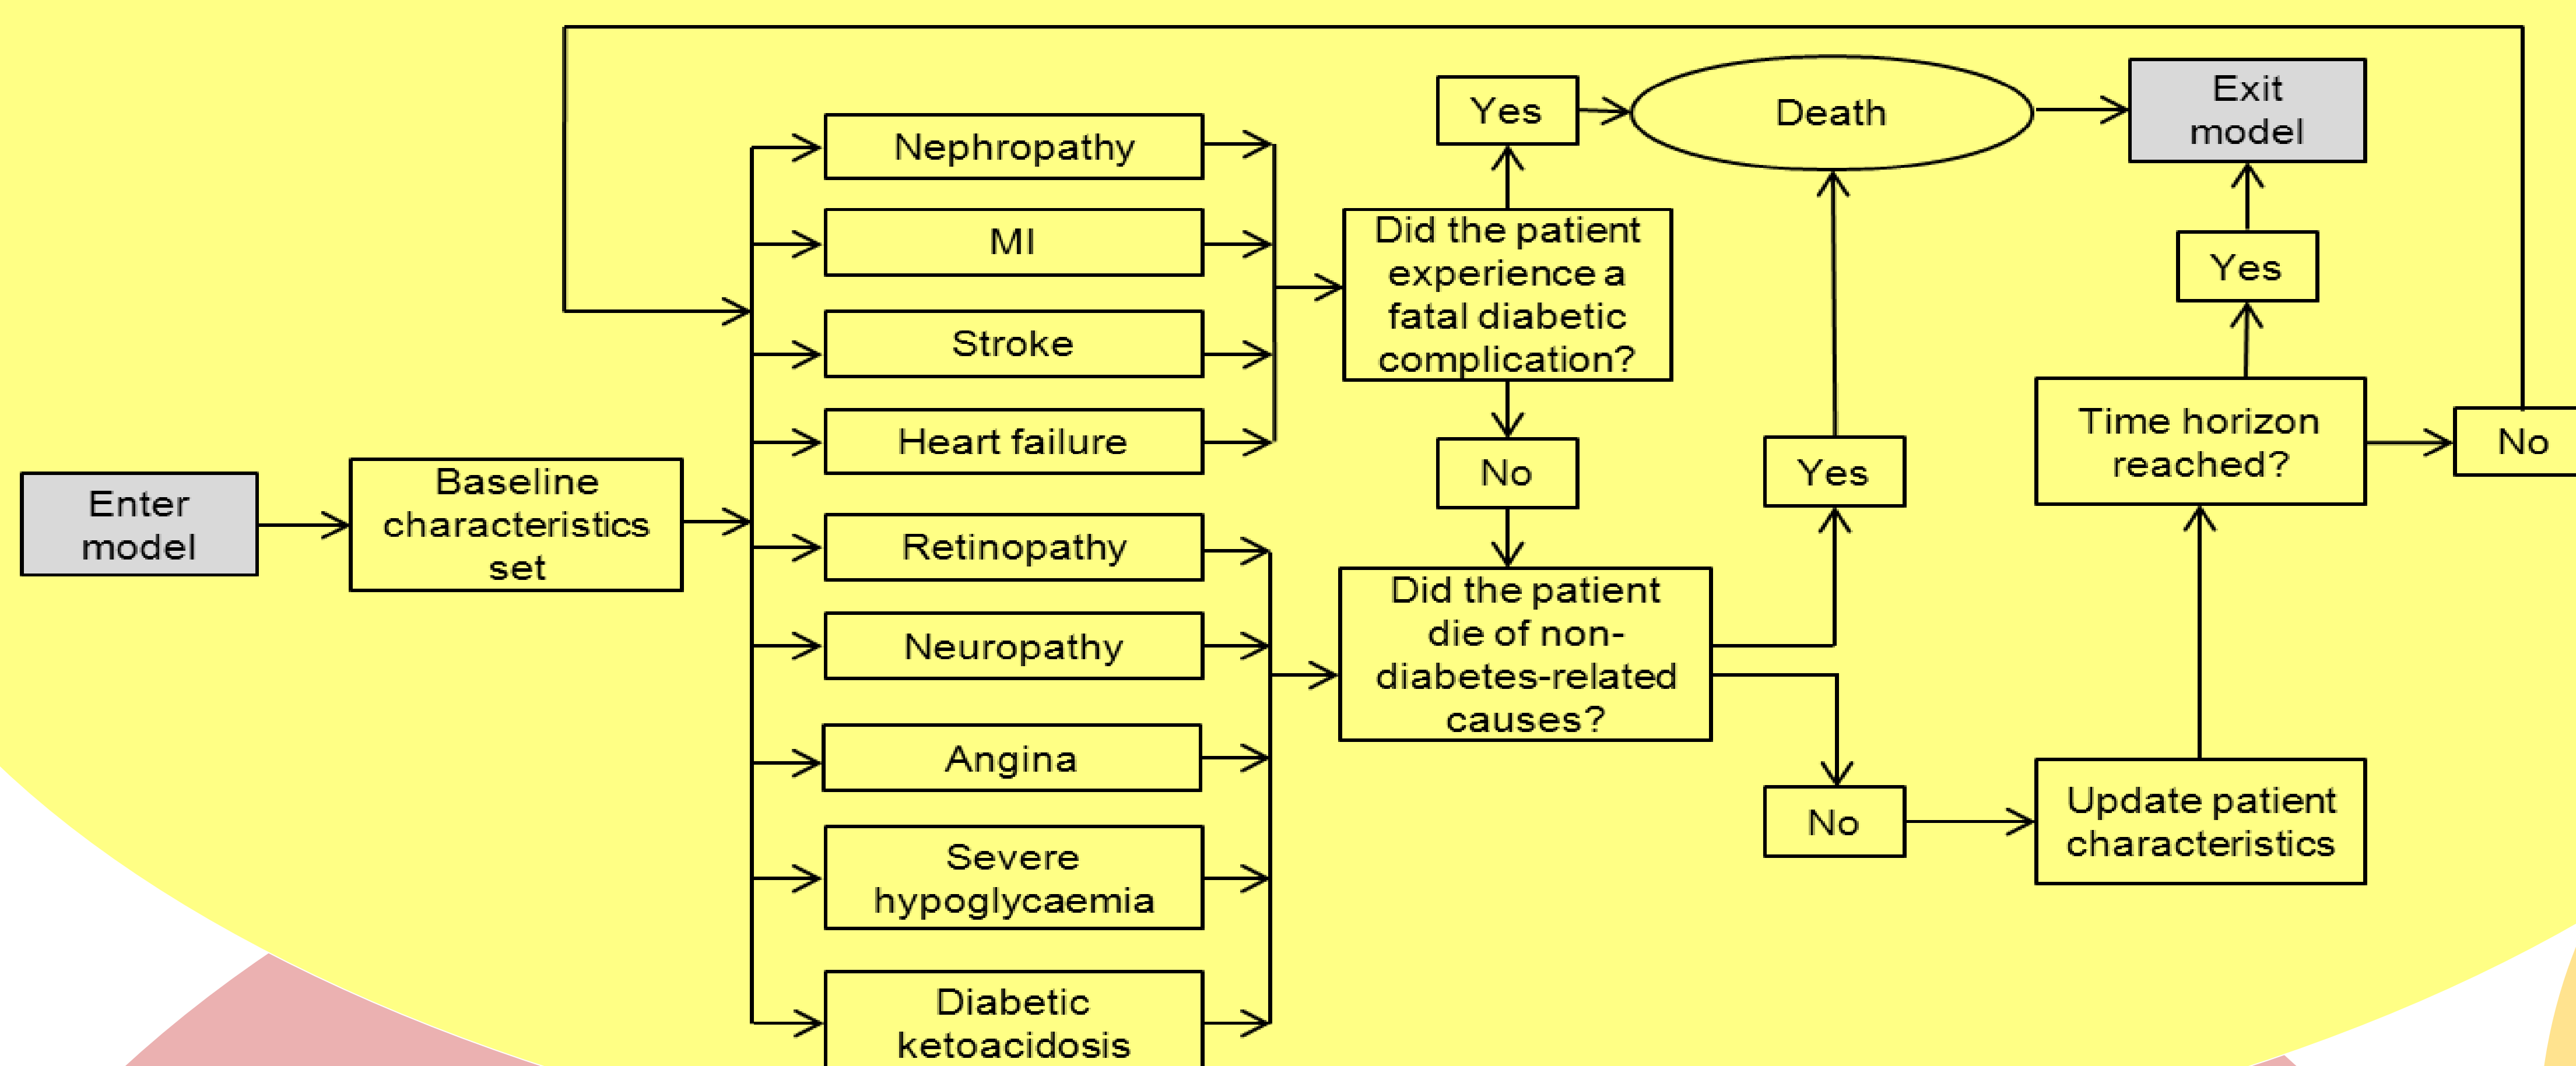 Enter
model
Baseline
characteristics
set
Nephropathy
MI
Stroke
Heart failure
Retinopathy
Neuropathy
Angina
Severe
hypoglycaemia
Diabetic
ketoacidosis
Yes
Did the patient
experience a
fatal diabetic
complication?
No
Did the patient
die of non-
diabetes-related
causes?
Death
Yes
No
Exit
model
Yes
Time horizon
reached?
No
Update patient
characteristics